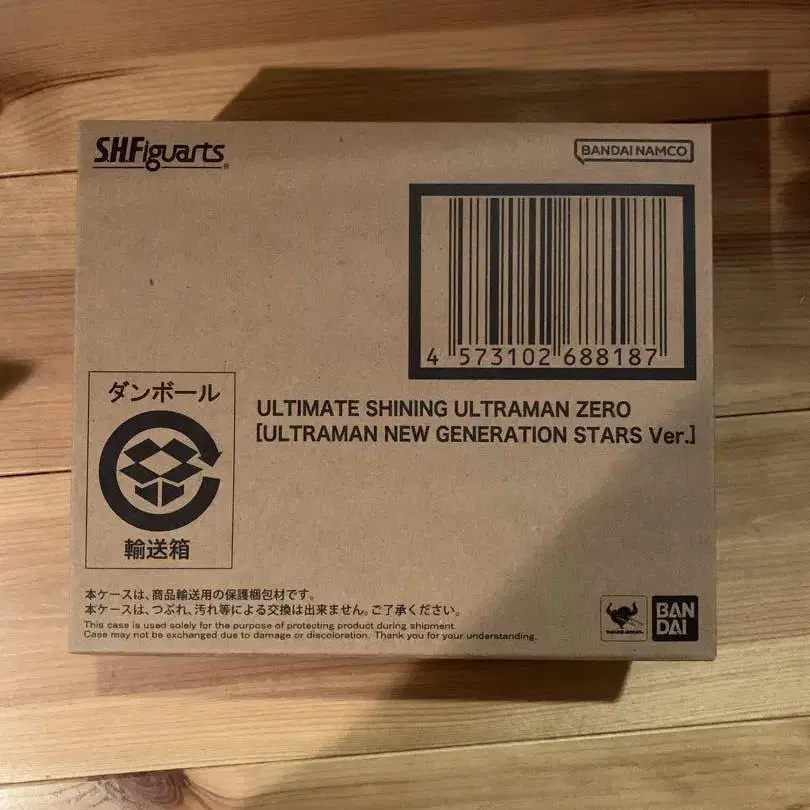 S.H.Figuarts®
BANDAI NAMCO
4 573102 688187
ダンボール
輸送箱
ULTIMATE SHINING ULTRAMAN ZERO
[ULTRAMAN NEW GENERATION STARS Ver.]
本ケースは、商品輸送用の保護梱包材です。
本ケースは、つぶれ、汚れ等による交換は出来ません。ご了承ください。
This case is used solely for the purpose of protecting product during shipment.
Case may not be exchanged due to damage or discoloration. Thank you for your understanding.
BAN
DAI